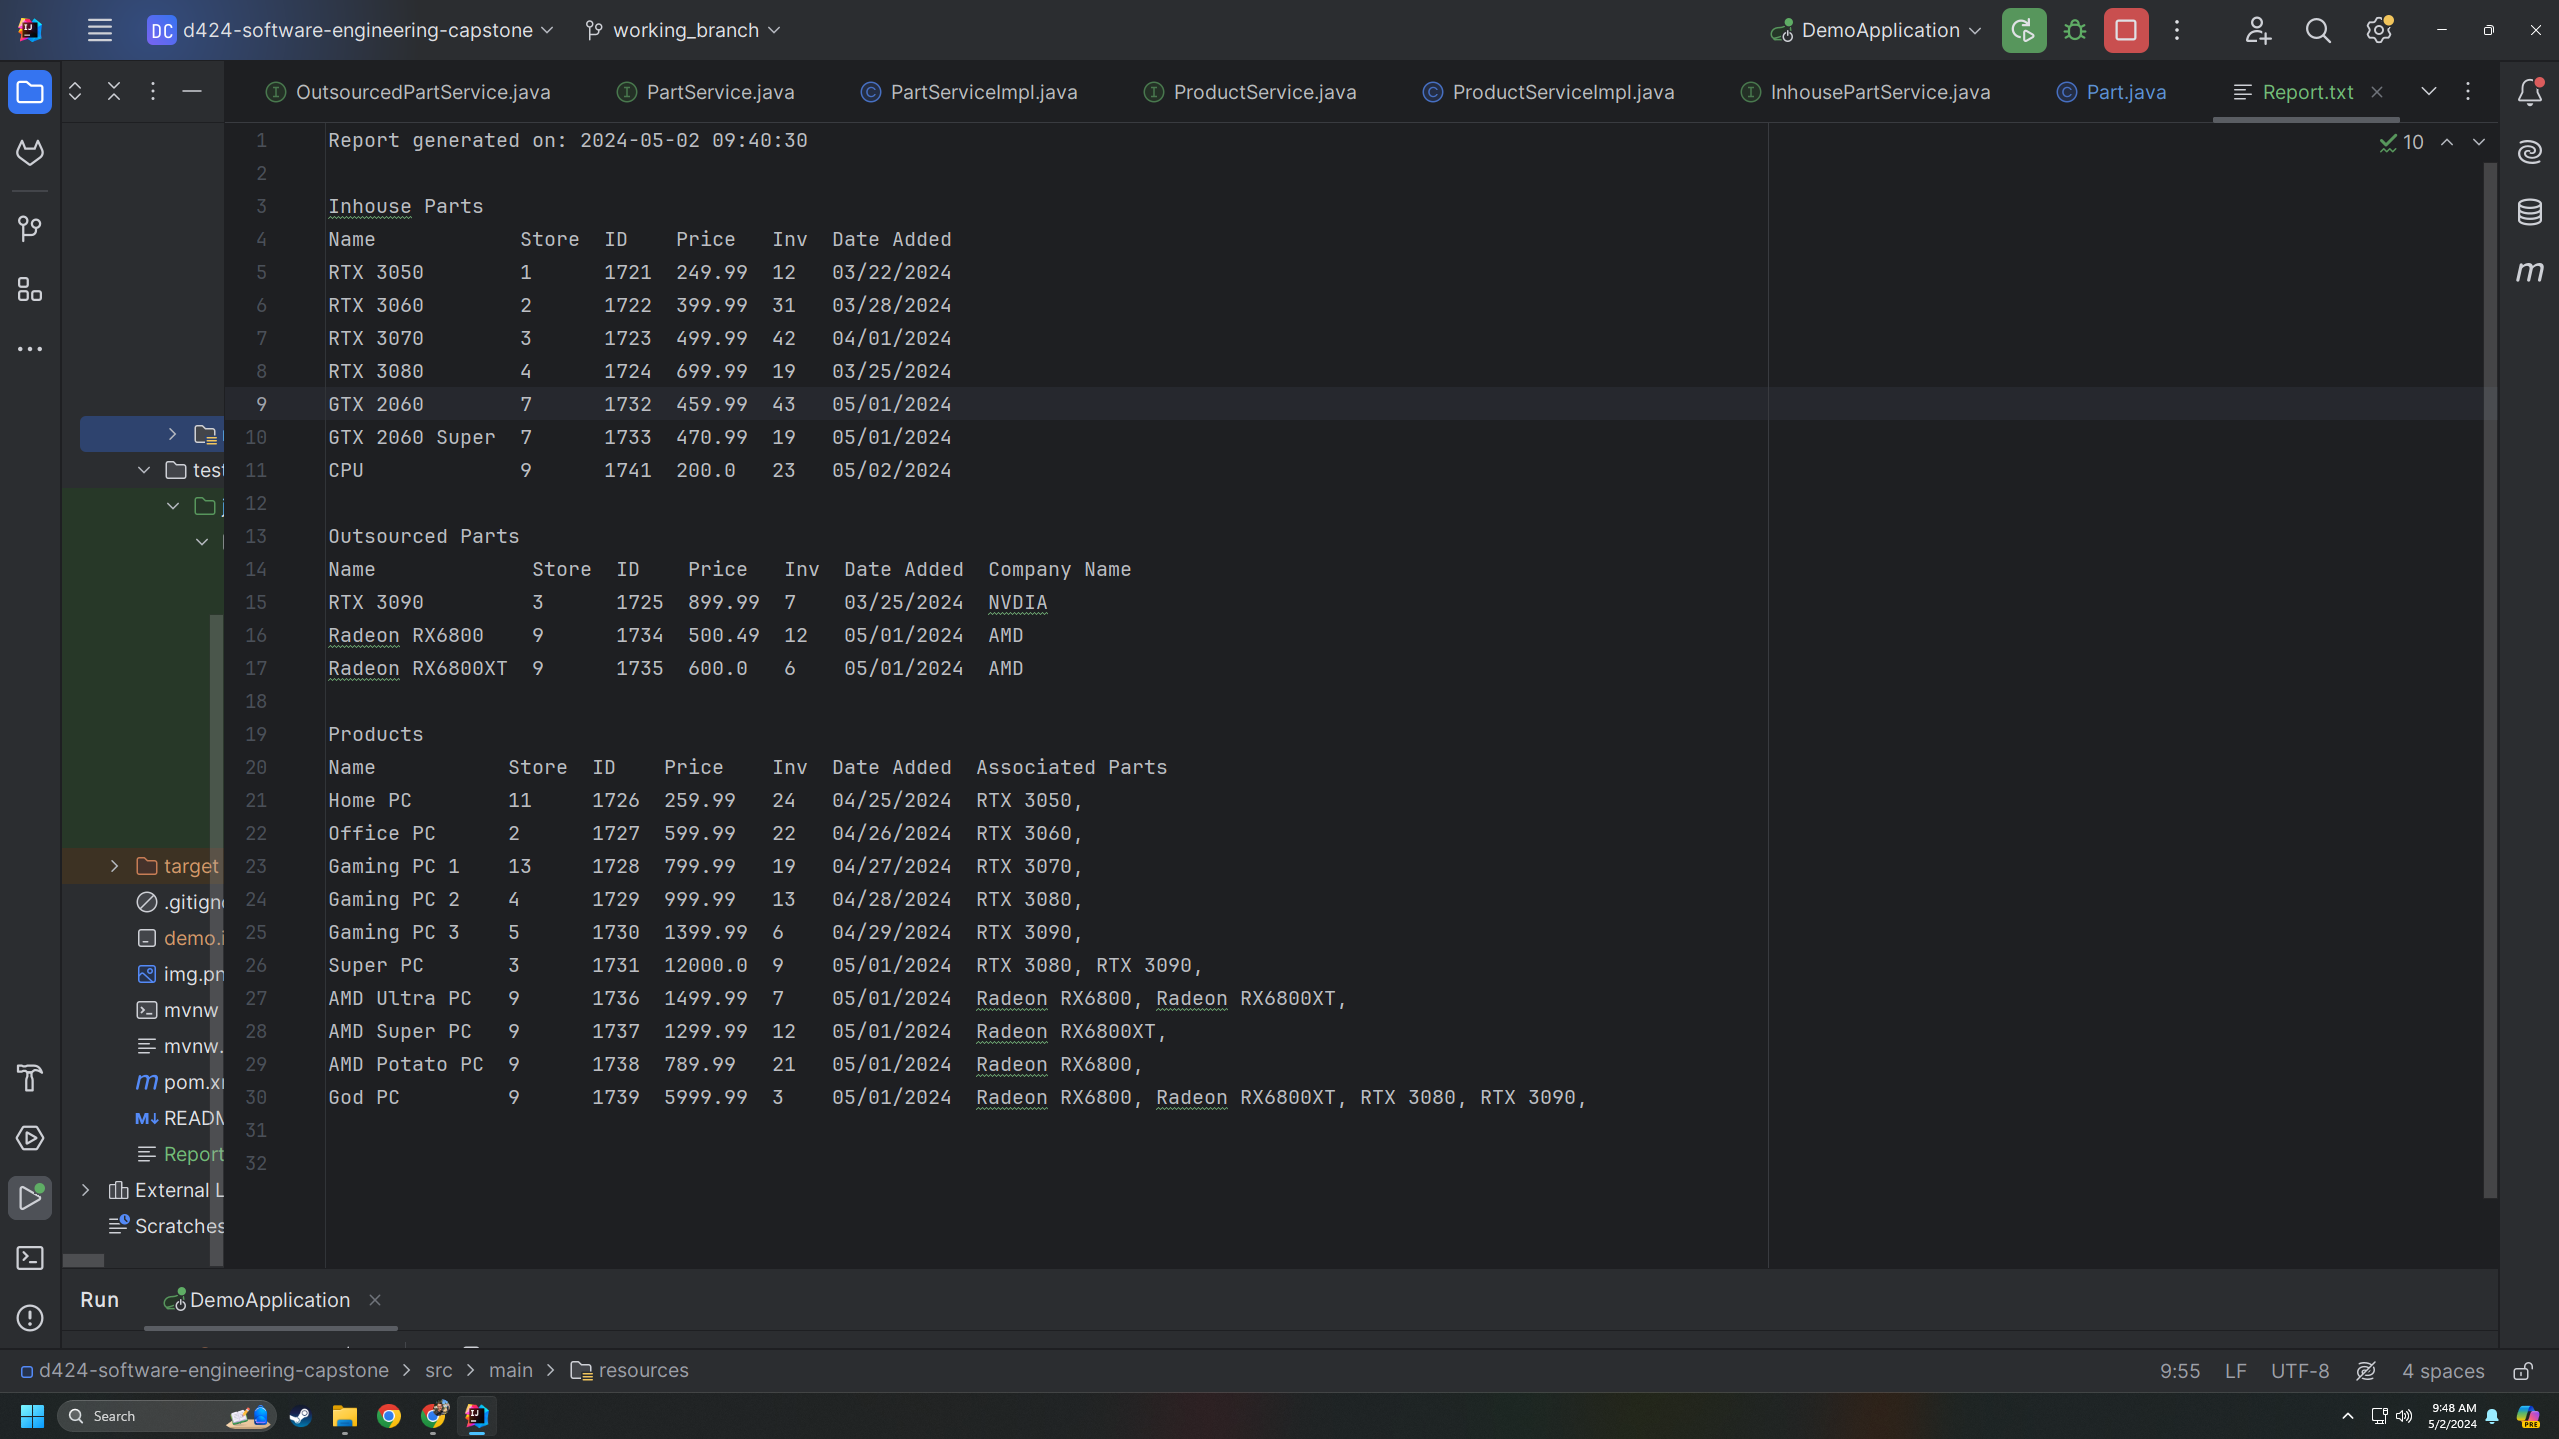 DC d424-software-engineering-capstone working_branch DemoApplication
OutsourcedPartService.java PartService.java PartServiceImpl.java ProductService.java ProductServiceImpl.java InhousePartService.java Part.java Report.txt
10
1 Report generated on: 2024-05-02 09:40:30
2
3 Inhouse Parts
4 Name Store ID Price Inv Date Added
5 RTX 3050 1 1721 249.99 12 03/22/2024
6 RTX 3060 2 1722 399.99 31 03/28/2024
7 RTX 3070 3 1723 499.99 42 04/01/2024
8 RTX 3080 4 1724 699.99 19 03/25/2024
9 GTX 2060 7 1732 459.99 43 05/01/2024
10 GTX 2060 Super 7 1733 470.99 19 05/01/2024
11 CPU 9 1741 200.0 23 05/02/2024
12
13 Outsourced Parts
14 Name Store ID Price Inv Date Added Company Name
15 RTX 3090 3 1725 899.99 7 03/25/2024 NVDIA
16 Radeon RX6800 9 1734 500.49 12 05/01/2024 AMD
17 Radeon RX6800XT 9 1735 600.0 6 05/01/2024 AMD
18
19 Products
20 Name Store ID Price Inv Date Added Associated Parts
21 Home PC 11 1726 259.99 24 04/25/2024 RTX 3050,
22 Office PC 2 1727 599.99 22 04/26/2024 RTX 3060,
23 Gaming PC 1 13 1728 799.99 19 04/27/2024 RTX 3070,
24 Gaming PC 2 4 1729 999.99 13 04/28/2024 RTX 3080,
25 Gaming PC 3 5 1730 1399.99 6 04/29/2024 RTX 3090,
26 Super PC 3 1731 12000.0 9 05/01/2024 RTX 3080, RTX 3090,
27 AMD Ultra PC 9 1736 1499.99 7 05/01/2024 Radeon RX6800, Radeon RX6800XT,
28 AMD Super PC 9 1737 1299.99 12 05/01/2024 Radeon RX6800XT,
29 AMD Potato PC 9 1738 789.99 21 05/01/2024 Radeon RX6800,
30 God PC 9 1739 5999.99 3 05/01/2024 Radeon RX6800, Radeon RX6800XT, RTX 3080, RTX 3090,
31
32
test
target
.gitign
demo.i
img.pn
mvnw
mvnw.
pom.x
READM
Report
External L
Scratches
m
Run DemoApplication
d424-software-engineering-capstone > src > main > resources 9:55 LF UTF-8 4 spaces
Search 9:48 AM
5/2/2024